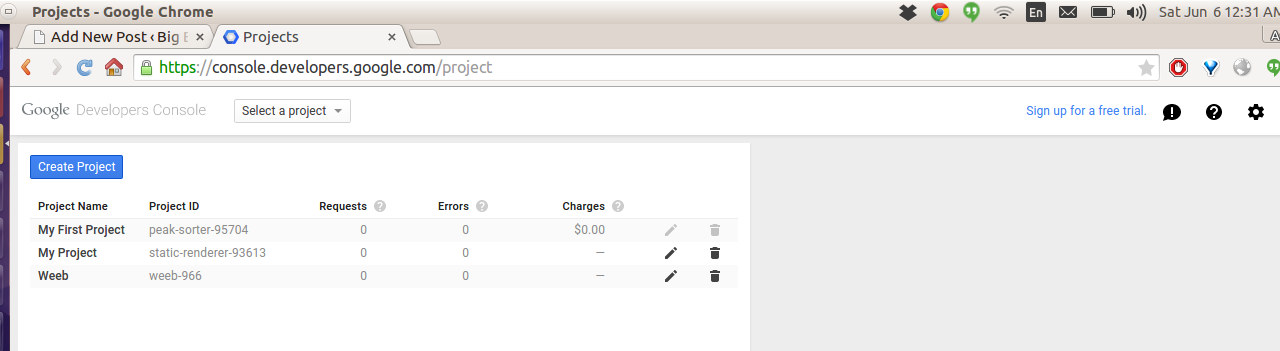 Projects - Google Chrome
En
Sat Jun 6 12:31 AM
Add New Post ‹ Big
Projects
https://console.developers.google.com/project
Google Developers Console
Select a project
Sign up for a free trial.
Create Project
Project Name Project ID Requests Errors Charges
My First Project peak-sorter-95704 0 0 $0.00
My Project static-renderer-93613 0 0 —
Weeb weeb-966 0 0 —